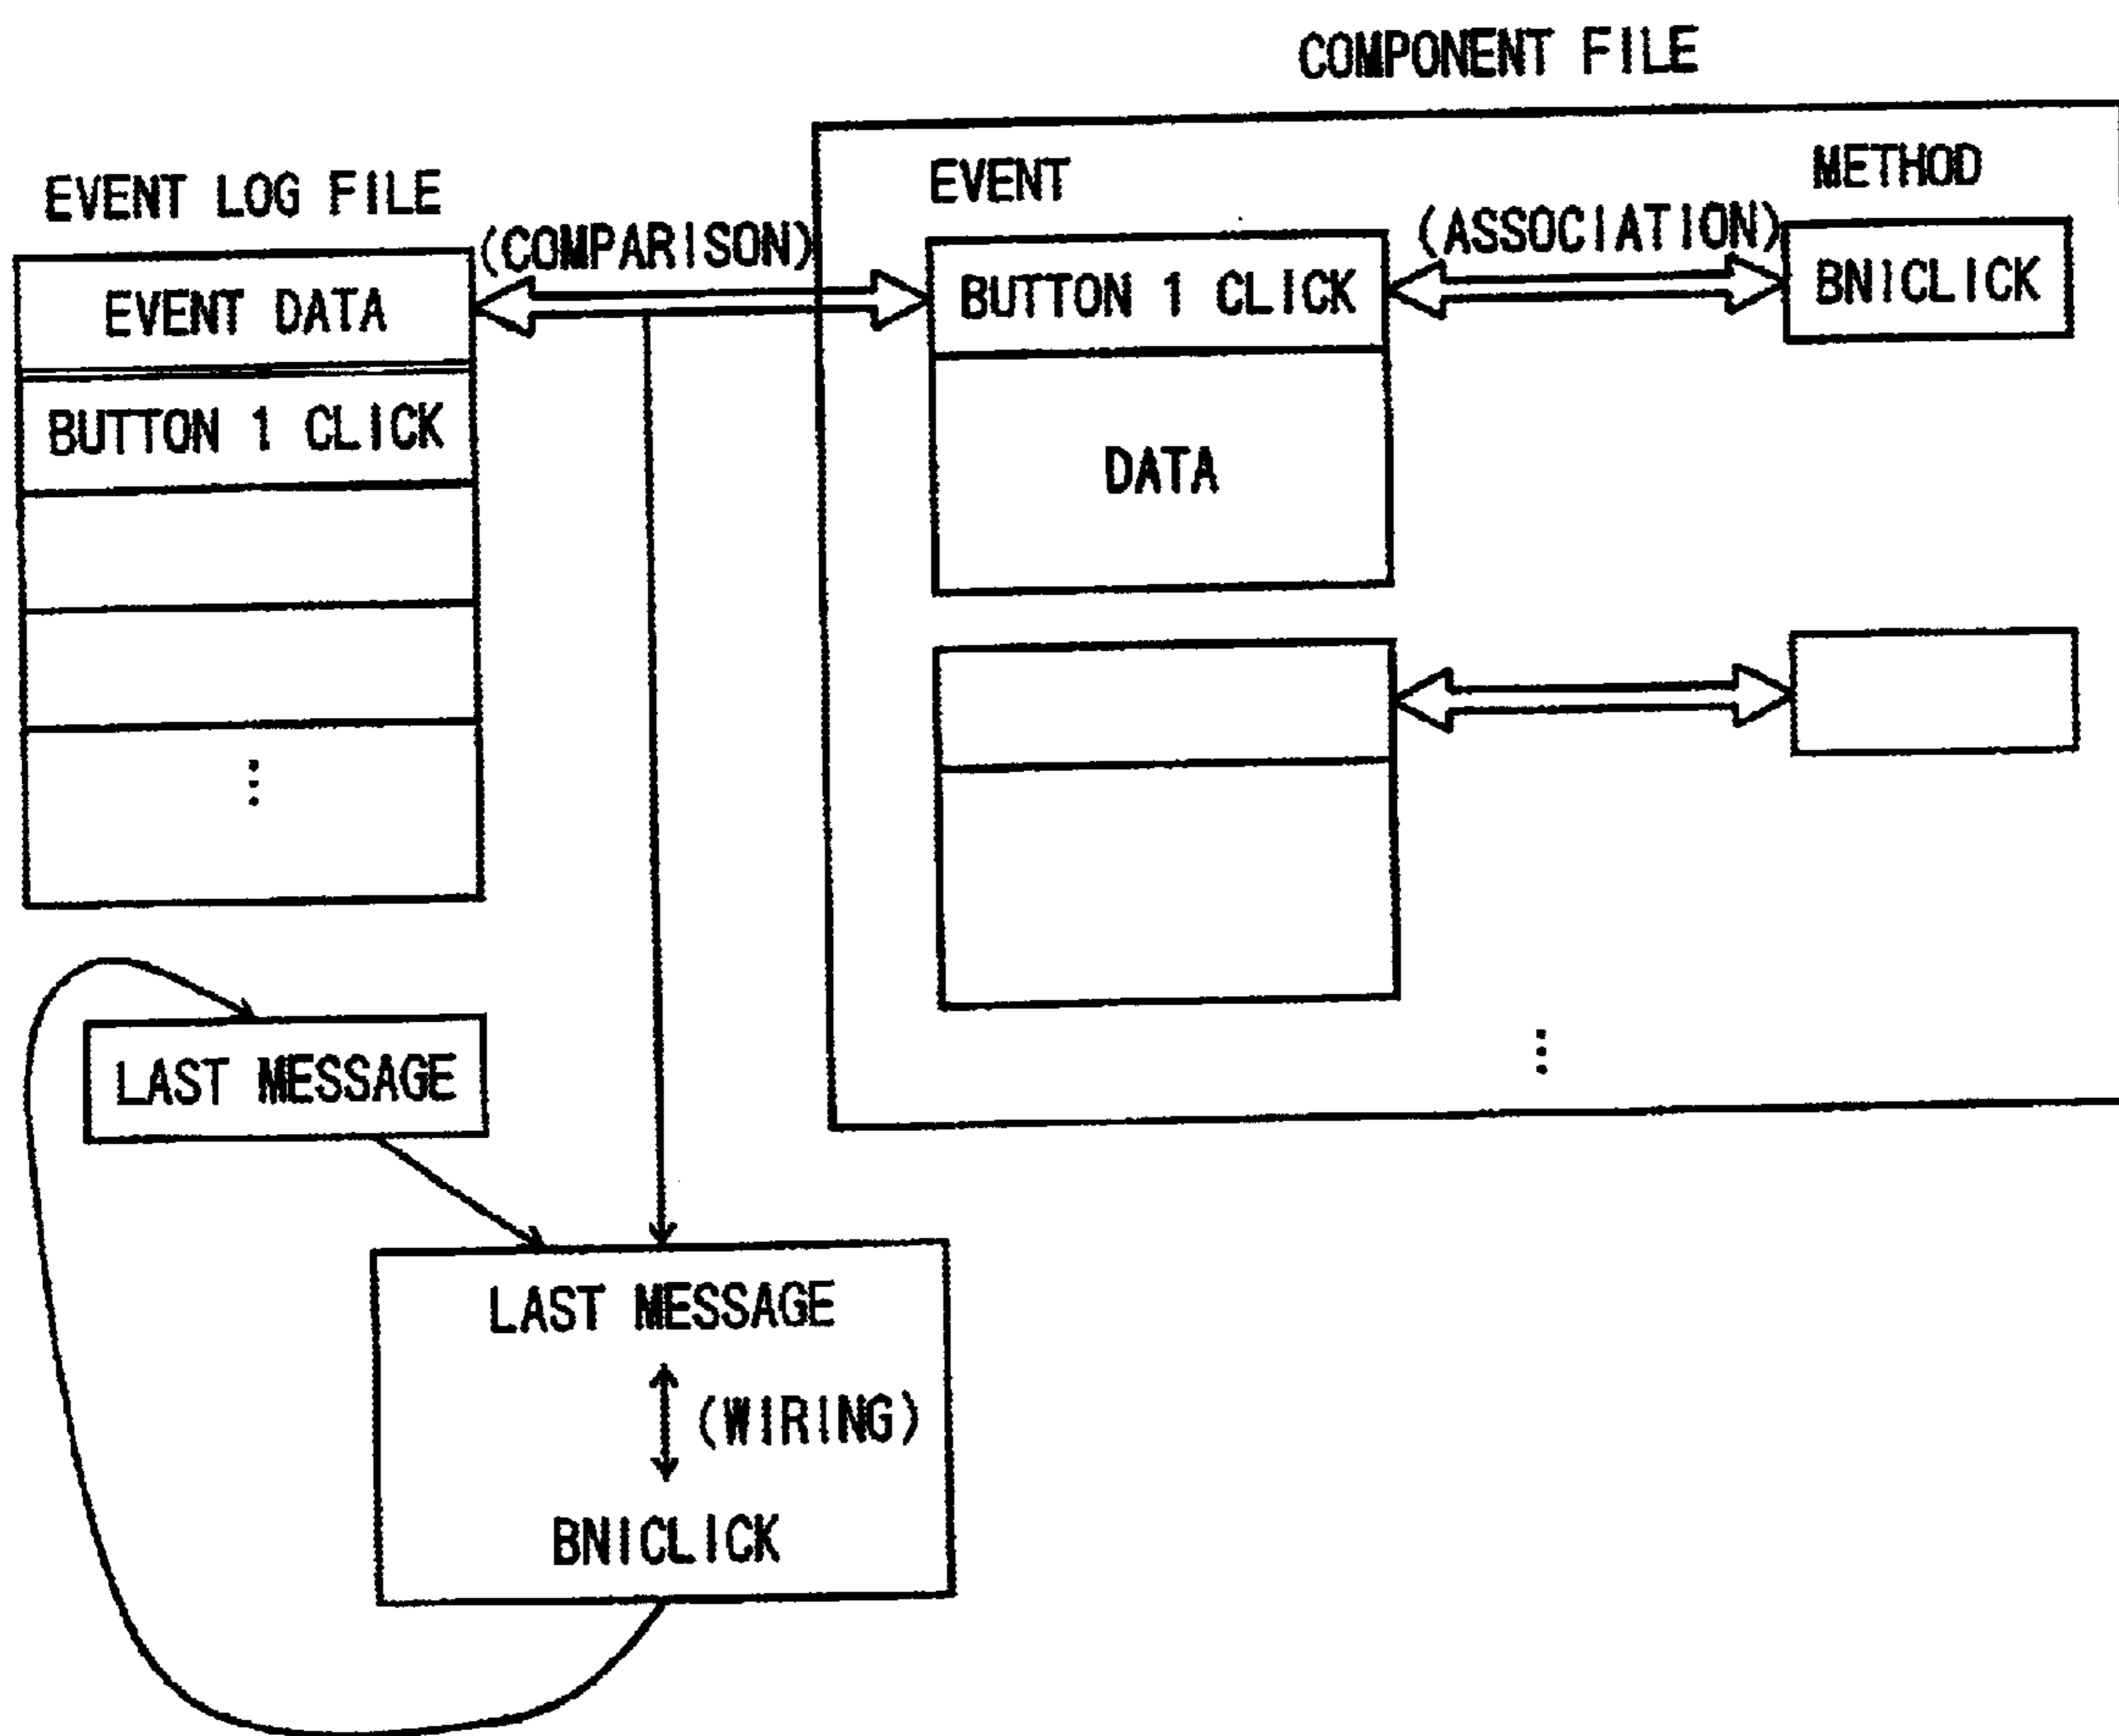 COMPONENT FILE
EVENT LOG FILE
EVENT
METHOD
(COMPARISON)
(ASSOCIATION)
EVENT DATA
BUTTON 1 CLICK
BNICLICK
BUTTON 1 CLICK
DATA
LAST MESSAGE
LAST MESSAGE
(WIRING)
BNICLICK